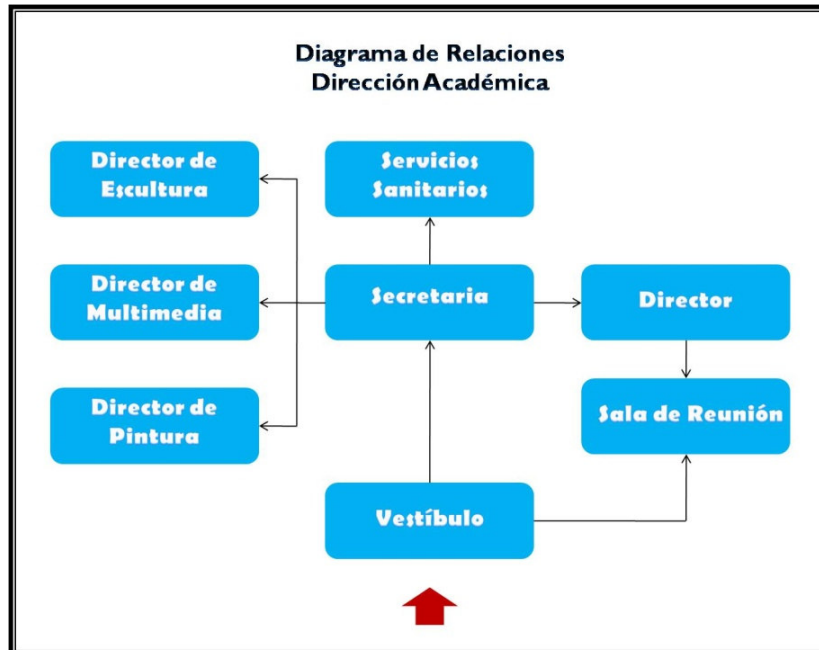 Diagrama de Relaciones
Dirección Académica
Director de
Escultura
Servicios
Sanitarios
Director de
Multimedia
Secretaria
Director
Director de
Pintura
Sala de Reunión
Vestíbulo